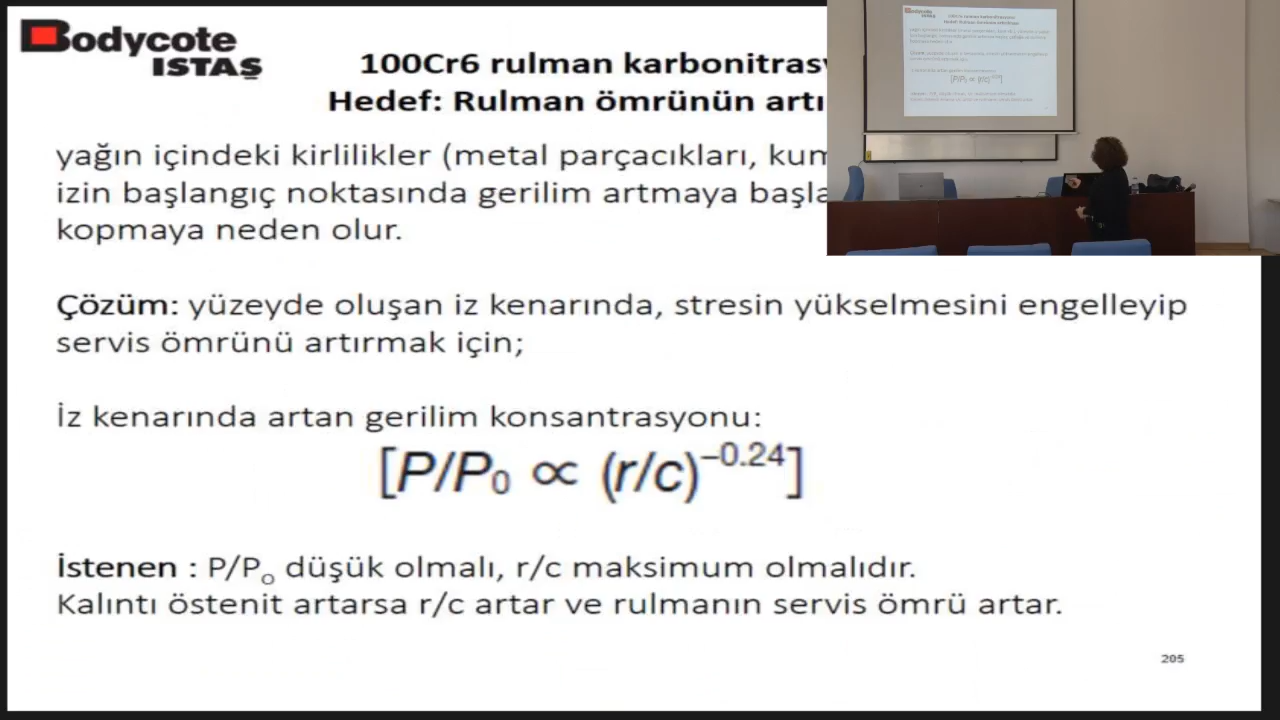 Bodycote
ISTAŞ
100Cr6 rulman karbonitrasy
Hedef: Rulman ömrünün artı
yağın içindeki kirlilikler (metal parçacıkları, kum
izin başlangıç noktasında gerilim artmaya başla
kopmaya neden olur.
Çözüm: yüzeyde oluşan iz kenarında, stresin yükselmesini engelleyip
servis ömrünü artırmak için;
İz kenarında artan gerilim konsantrasyonu:
[P/P₀ ∝ (r/c)^−0.24]
İstenen : P/Pₒ düşük olmalı, r/c maksimum olmalıdır.
Kalıntı östenit artarsa r/c artar ve rulmanın servis ömrü artar.
205